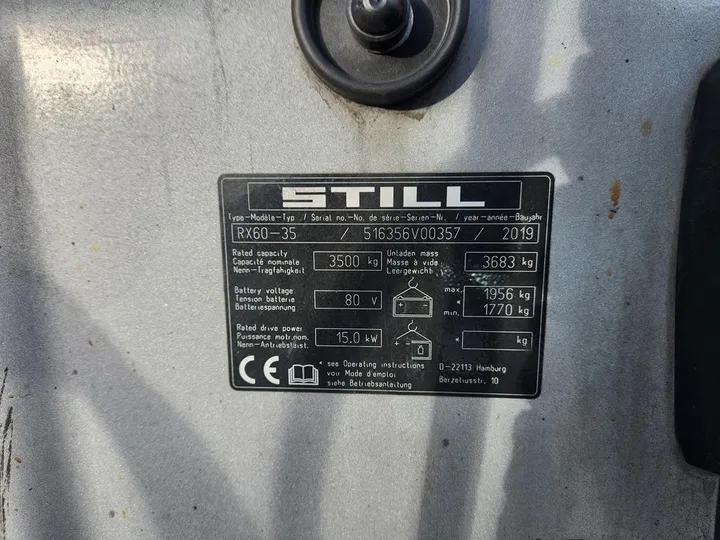 STILL
Type-Modèle-Typ / Serial no.-No. de série-Serien-Nr. / year-année-Baujahr
RX60-35 / 516356V00357 / 2019
Rated capacity
Capacité nominale
Nenn-Tragfähigkeit
3500 kg
Unladen mass
Masse à vide
Leergewicht
3683 kg
Battery voltage
Tension batterie
Batteriespannung
80 V
max. 1956 kg
*
min. 1770 kg
Rated drive power
Puissance motr.nom.
Nenn-Antriebsleist.
15.0 kW
* kg
CE
* see Operating instructions
voir Mode d'emploi
siehe Betriebsanleitung
D-22113 Hamburg
Berzeliusstr. 10